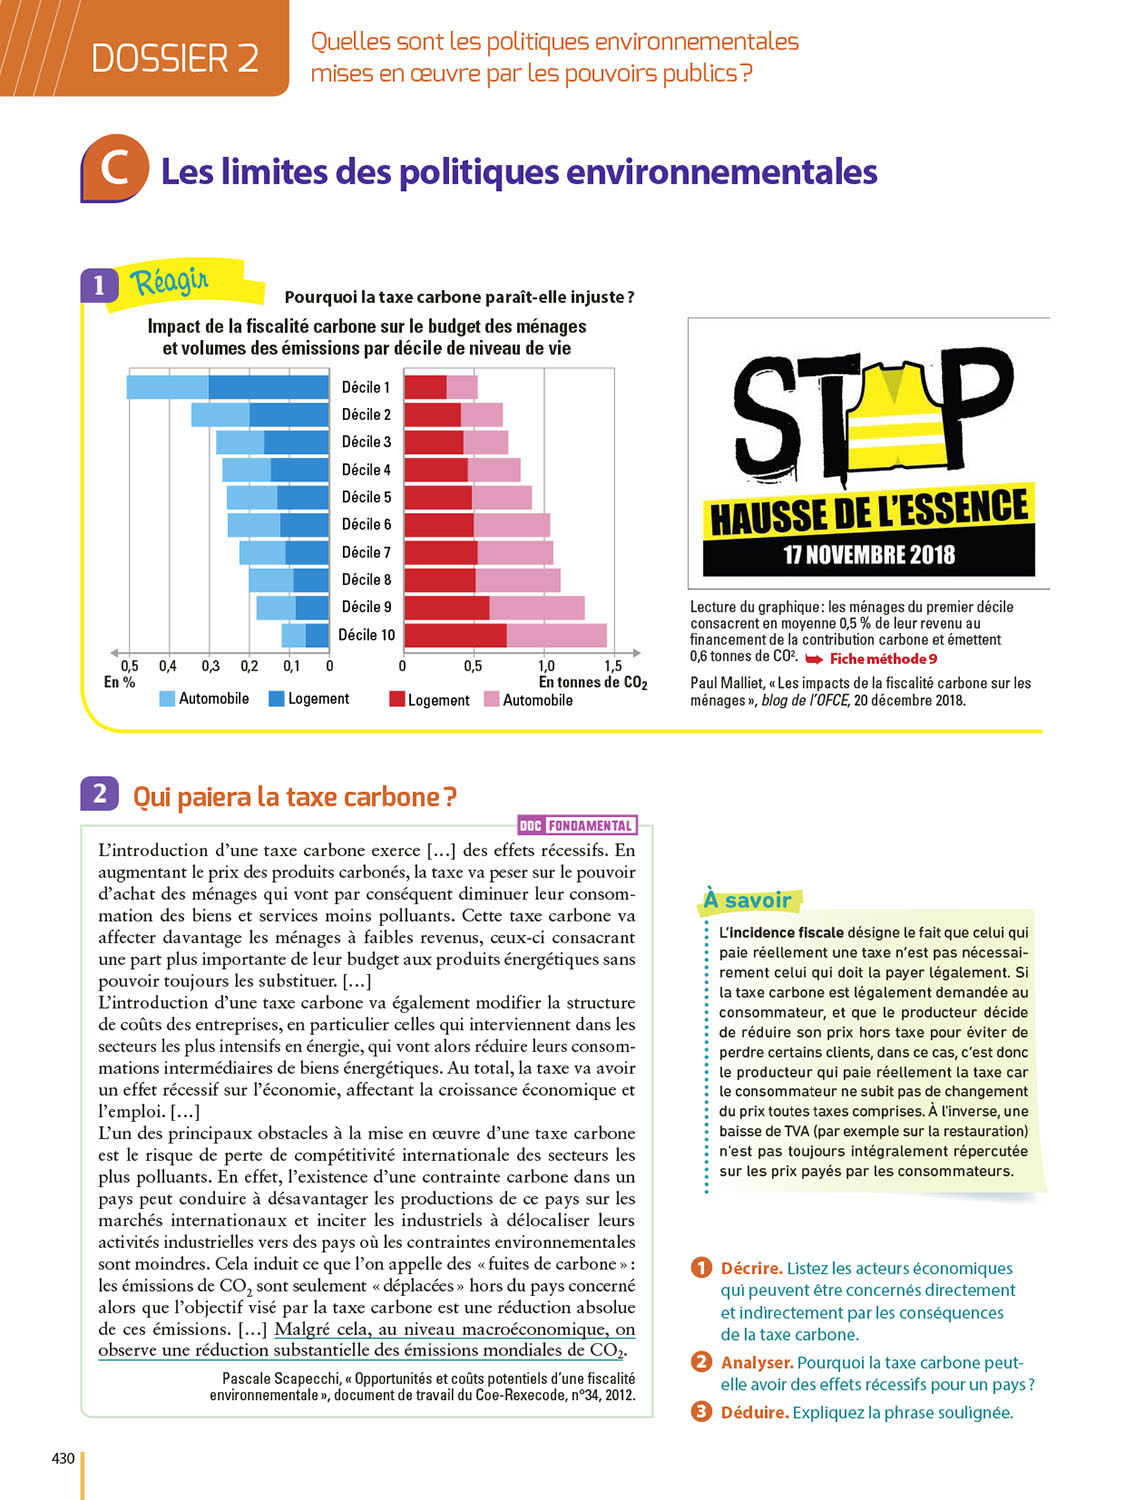 DOSSIER 2
Quelles sont les politiques environnementales
mises en œuvre par les pouvoirs publics ?
C
Les limites des politiques environnementales
1
Réagir
Pourquoi la taxe carbone paraît-elle injuste ?
Impact de la fiscalité carbone sur le budget des ménages
et volumes des émissions par décile de niveau de vie
Décile 1
Décile 2
Décile 3
Décile 4
Décile 5
Décile 6
Décile 7
Décile 8
Décile 9
Décile 10
0,5 0,4 0,3 0,2 0,1 0
0 0,5 1,0 1,5
En %
En tonnes de CO2
Automobile Logement
Logement Automobile
STOP
HAUSSE DE L'ESSENCE
17 NOVEMBRE 2018
Lecture du graphique : les ménages du premier décile
consacrent en moyenne 0,5 % de leur revenu au
financement de la contribution carbone et émettent
0,6 tonnes de CO². Fiche méthode 9
Paul Malliet, « Les impacts de la fiscalité carbone sur les
ménages », blog de l'OFCE, 20 décembre 2018.
2
Qui paiera la taxe carbone ?
DOC FONDAMENTAL
L'introduction d'une taxe carbone exerce […] des effets récessifs. En
augmentant le prix des produits carbonés, la taxe va peser sur le pouvoir
d'achat des ménages qui vont par conséquent diminuer leur consom-
mation des biens et services moins polluants. Cette taxe carbone va
affecter davantage les ménages à faibles revenus, ceux-ci consacrant
une part plus importante de leur budget aux produits énergétiques sans
pouvoir toujours les substituer. […]
L'introduction d'une taxe carbone va également modifier la structure
de coûts des entreprises, en particulier celles qui interviennent dans les
secteurs les plus intensifs en énergie, qui vont alors réduire leurs consom-
mations intermédiaires de biens énergétiques. Au total, la taxe va avoir
un effet récessif sur l'économie, affectant la croissance économique et
l'emploi. […]
L'un des principaux obstacles à la mise en œuvre d'une taxe carbone
est le risque de perte de compétitivité internationale des secteurs les
plus polluants. En effet, l'existence d'une contrainte carbone dans un
pays peut conduire à désavantager les productions de ce pays sur les
marchés internationaux et inciter les industriels à délocaliser leurs
activités industrielles vers des pays où les contraintes environnementales
sont moindres. Cela induit ce que l'on appelle des « fuites de carbone » :
les émissions de CO2 sont seulement « déplacées » hors du pays concerné
alors que l'objectif visé par la taxe carbone est une réduction absolue
de ces émissions. […] Malgré cela, au niveau macroéconomique, on
observe une réduction substantielle des émissions mondiales de CO2.
Pascale Scapecchi, « Opportunités et coûts potentiels d'une fiscalité
environnementale », document de travail du Coe-Rexecode, n°34, 2012.
À savoir
L'incidence fiscale désigne le fait que celui qui
paie réellement une taxe n'est pas nécessai-
rement celui qui doit la payer légalement. Si
la taxe carbone est légalement demandée au
consommateur, et que le producteur décide
de réduire son prix hors taxe pour éviter de
perdre certains clients, dans ce cas, c'est donc
le producteur qui paie réellement la taxe car
le consommateur ne subit pas de changement
du prix toutes taxes comprises. À l'inverse, une
baisse de TVA (par exemple sur la restauration)
n'est pas toujours intégralement répercutée
sur les prix payés par les consommateurs.
1 Décrire. Listez les acteurs économiques
qui peuvent être concernés directement
et indirectement par les conséquences
de la taxe carbone.
2 Analyser. Pourquoi la taxe carbone peut-
elle avoir des effets récessifs pour un pays ?
3 Déduire. Expliquez la phrase soulignée.
430